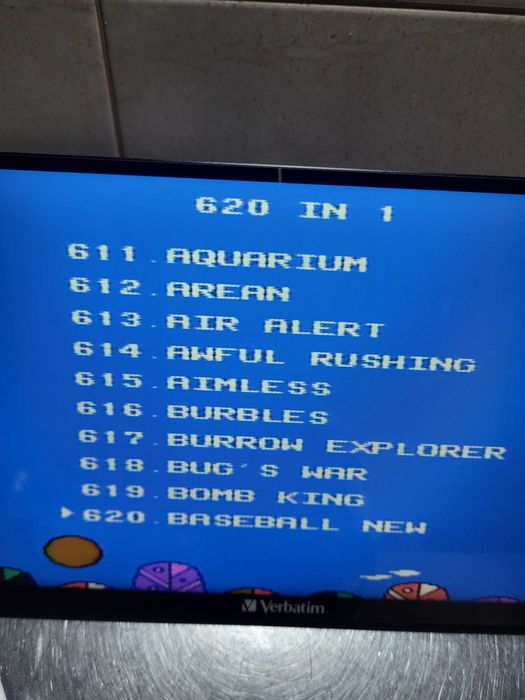 620 IN 1
611.AQUARIUM
612.AREAN
613.AIR ALERT
614.AWFUL RUSHING
615.AIMLESS
616.BURBLES
617.BURROW EXPLORER
618.BUG'S WAR
619.BOMB KING
620.BASEBALL NEW
Verbatim